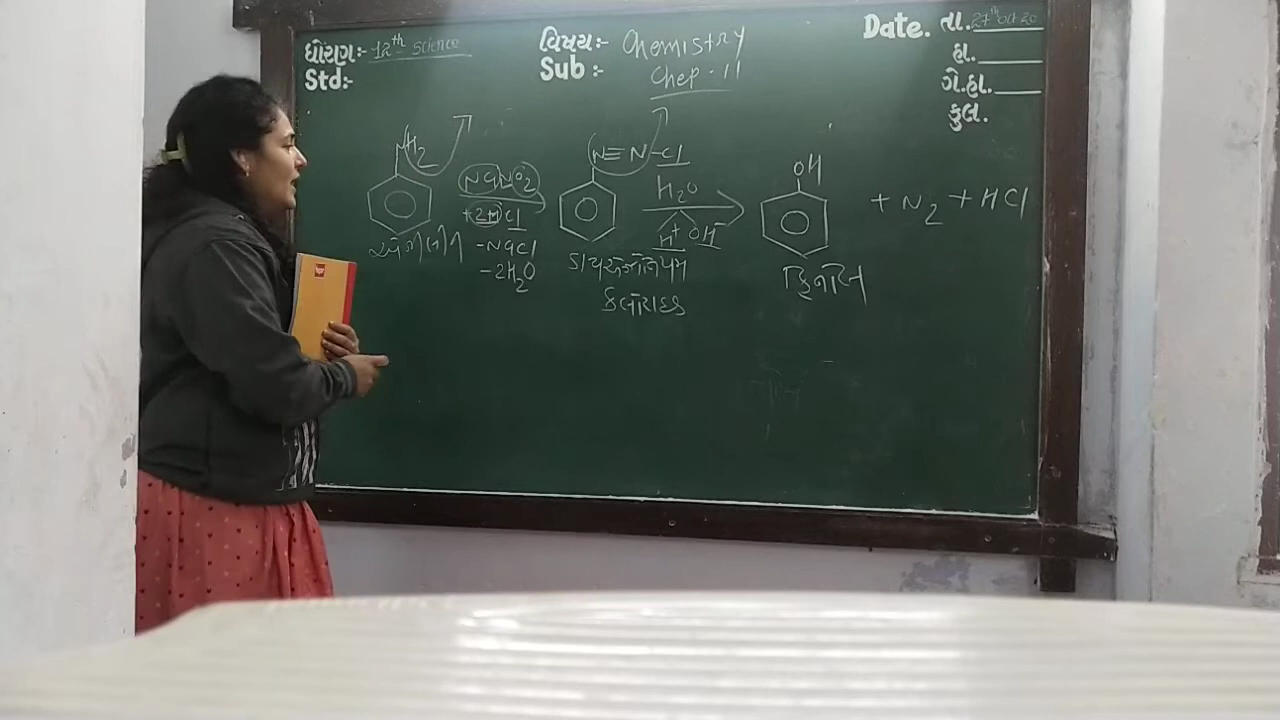 ધોરણ:- 12th Science
Std:-
વિષય:- Chemistry
Sub :- Chep. 11
Date. તા. 27th Oct 20
હા.
ગે.હા.
કુલ.
NH2
NaNO2
+2HCl
-NaCl
-2H2O
N≡N-Cl
H2O
H+ OH-
OH
+ N2 + HCl
ડાયએઝોનિયમ
ક્લોરાઇડ
ફિનોલ